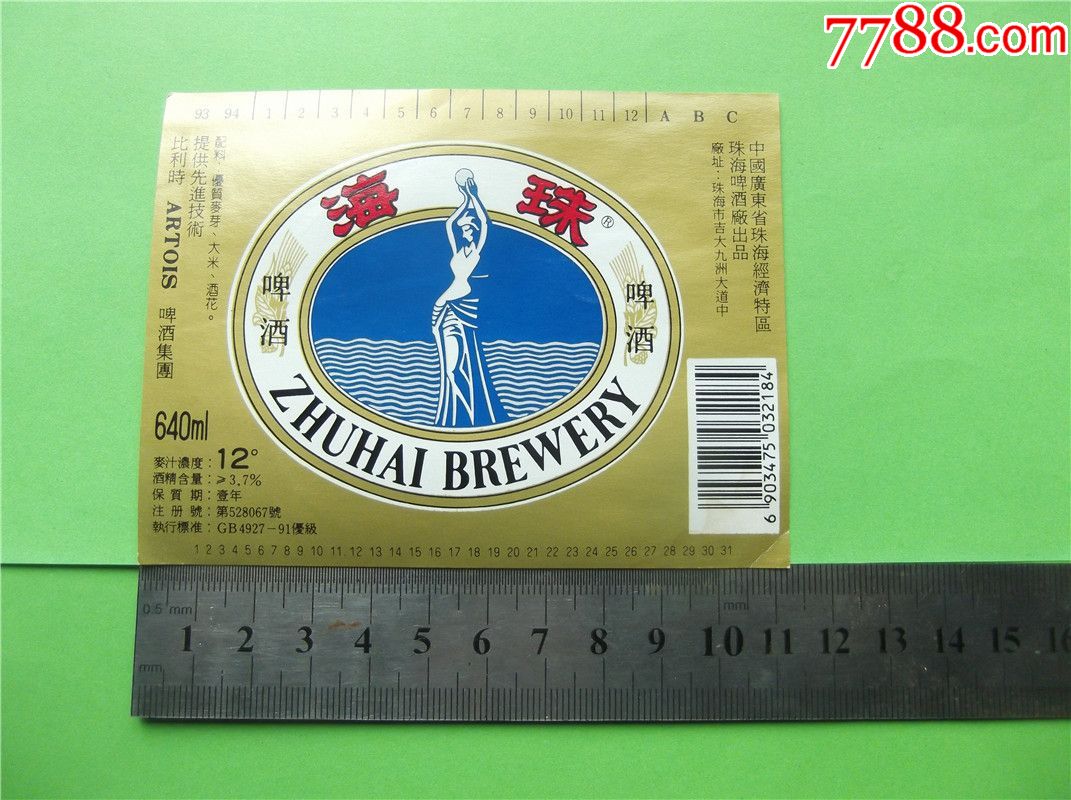 7788.com
93 94 1 2 3 4 5 6 7 8 9 10 11 12 A B C
中國廣東省珠海經濟特區
珠海啤酒廠出品
廠址：珠海市吉大九洲大道中
配料：優質麥芽、大米、酒花。
提供先進技術
比利時 ARTOIS 啤酒集團
珠海®
啤酒
啤酒
ZHUHAI BREWERY
640ml
麥汁濃度：12°
酒精含量：≥3.7%
保質期：壹年
注册號：第528067號
執行標准：GB4927-91優級
6 903475 032184
1 2 3 4 5 6 7 8 9 10 11 12 13 14 15 16 17 18 19 20 21 22 23 24 25 26 27 28 29 30 31
0.5 mm
mm
1 2 3 4 5 6 7 8 9 10 11 12 13 14 15 16
mm